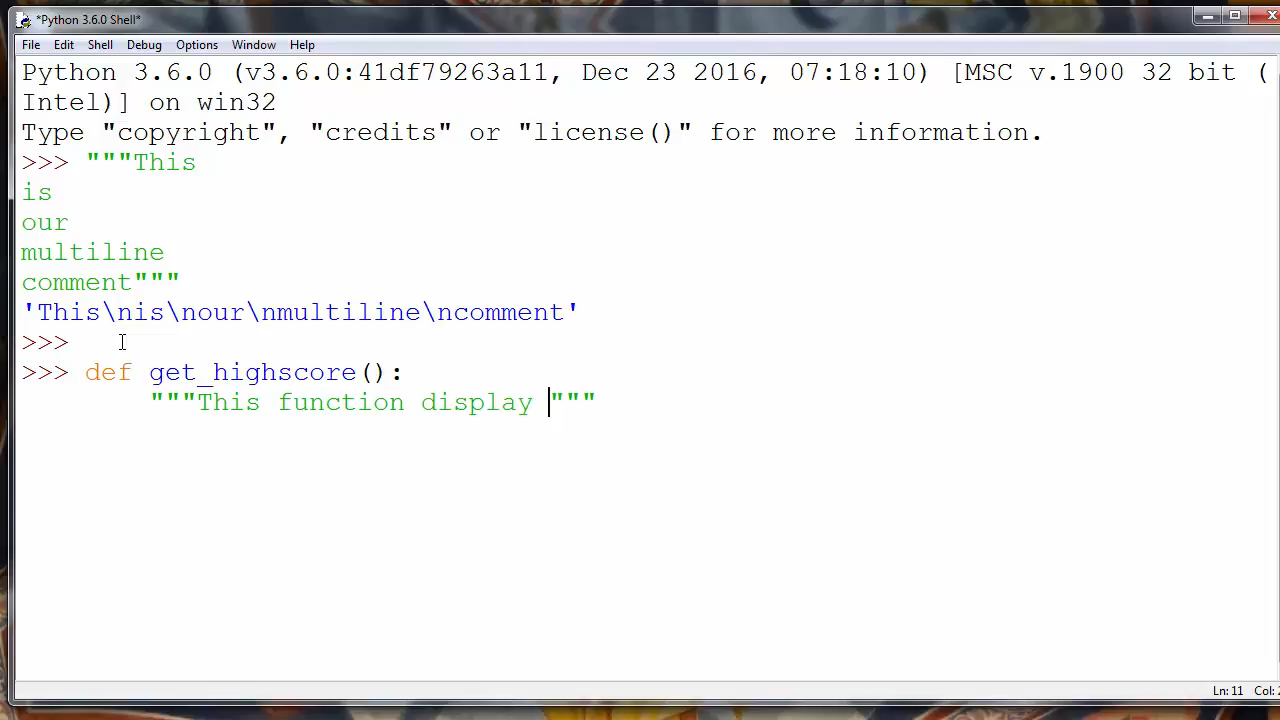 *Python 3.6.0 Shell*
File Edit Shell Debug Options Window Help
Python 3.6.0 (v3.6.0:41df79263a11, Dec 23 2016, 07:18:10) [MSC v.1900 32 bit (
Intel)] on win32
Type "copyright", "credits" or "license()" for more information.
>>> """This
is
our
multiline
comment"""
'This\nis\nour\nmultiline\ncomment'
>>>
>>> def get_highscore():
"""This function display """
Ln: 11 Col: